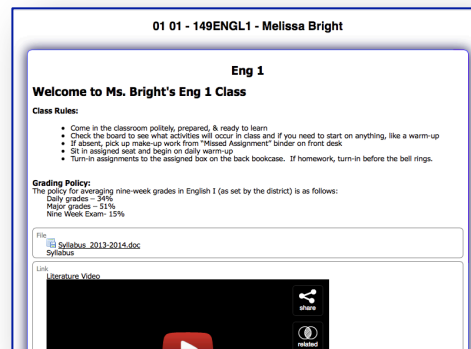 01 01 - 149ENGL1 - Melissa Bright
Eng 1
Welcome to Ms. Bright's Eng 1 Class
Class Rules:
• Come in the classroom politely, prepared, & ready to learn
• Check the board to see what activities will occur in class and if you need to start on anything, like a warm-up
• If absent, pick up make-up work from "Missed Assignment" binder on front desk
• Sit in assigned seat and begin on daily warm-up
• Turn-in assignments to the assigned box on the back bookcase. If homework, turn-in before the bell rings.
Grading Policy:
The policy for averaging nine-week grades in English I (as set by the district) is as follows:
Daily grades – 34%
Major grades – 51%
Nine Week Exam- 15%
File
Syllabus_2013-2014.doc
Syllabus
Link
Literature Video
share
related